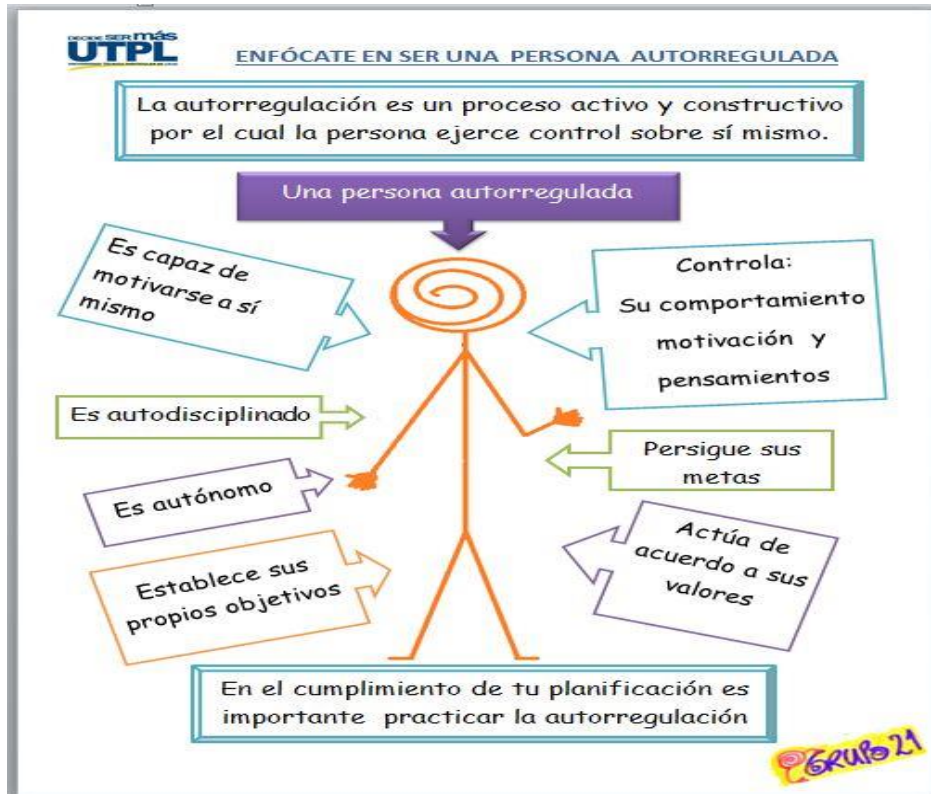 DECIDE SER más
UTPL
ENFÓCATE EN SER UNA PERSONA AUTORREGULADA
La autorregulación es un proceso activo y constructivo
por el cual la persona ejerce control sobre sí mismo.
Una persona autorregulada
Es capaz de
motivarse a sí
mismo
Controla:
Su comportamiento
motivación y
pensamientos
Es autodisciplinado
Persigue sus
metas
Es autónomo
Actúa de
acuerdo a sus
valores
Establece sus
propios objetivos
En el cumplimiento de tu planificación es
importante practicar la autorregulación
GRUPO 21